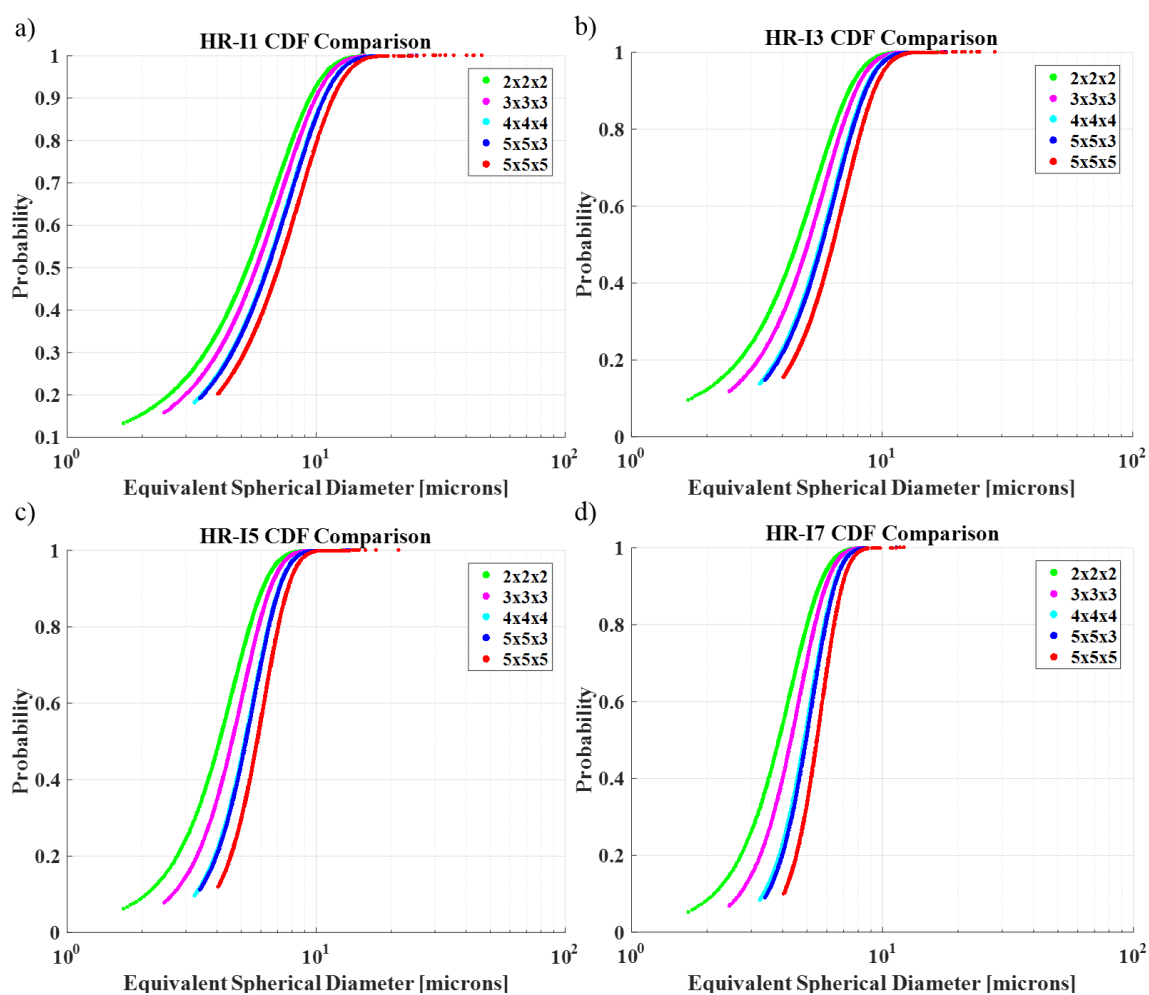 a)
HR-I1 CDF Comparison
1
0.9
0.8
0.7
0.6
0.5
0.4
0.3
0.2
0.1
Probability
2x2x2
3x3x3
4x4x4
5x5x3
5x5x5
10^0
10^1
10^2
Equivalent Spherical Diameter [microns]
b)
HR-I3 CDF Comparison
1
0.8
0.6
0.4
0.2
0
Probability
2x2x2
3x3x3
4x4x4
5x5x3
5x5x5
10^0
10^1
10^2
Equivalent Spherical Diameter [microns]
c)
HR-I5 CDF Comparison
1
0.8
0.6
0.4
0.2
0
Probability
2x2x2
3x3x3
4x4x4
5x5x3
5x5x5
10^0
10^1
10^2
Equivalent Spherical Diameter [microns]
d)
HR-I7 CDF Comparison
1
0.8
0.6
0.4
0.2
0
Probability
2x2x2
3x3x3
4x4x4
5x5x3
5x5x5
10^0
10^1
10^2
Equivalent Spherical Diameter [microns]